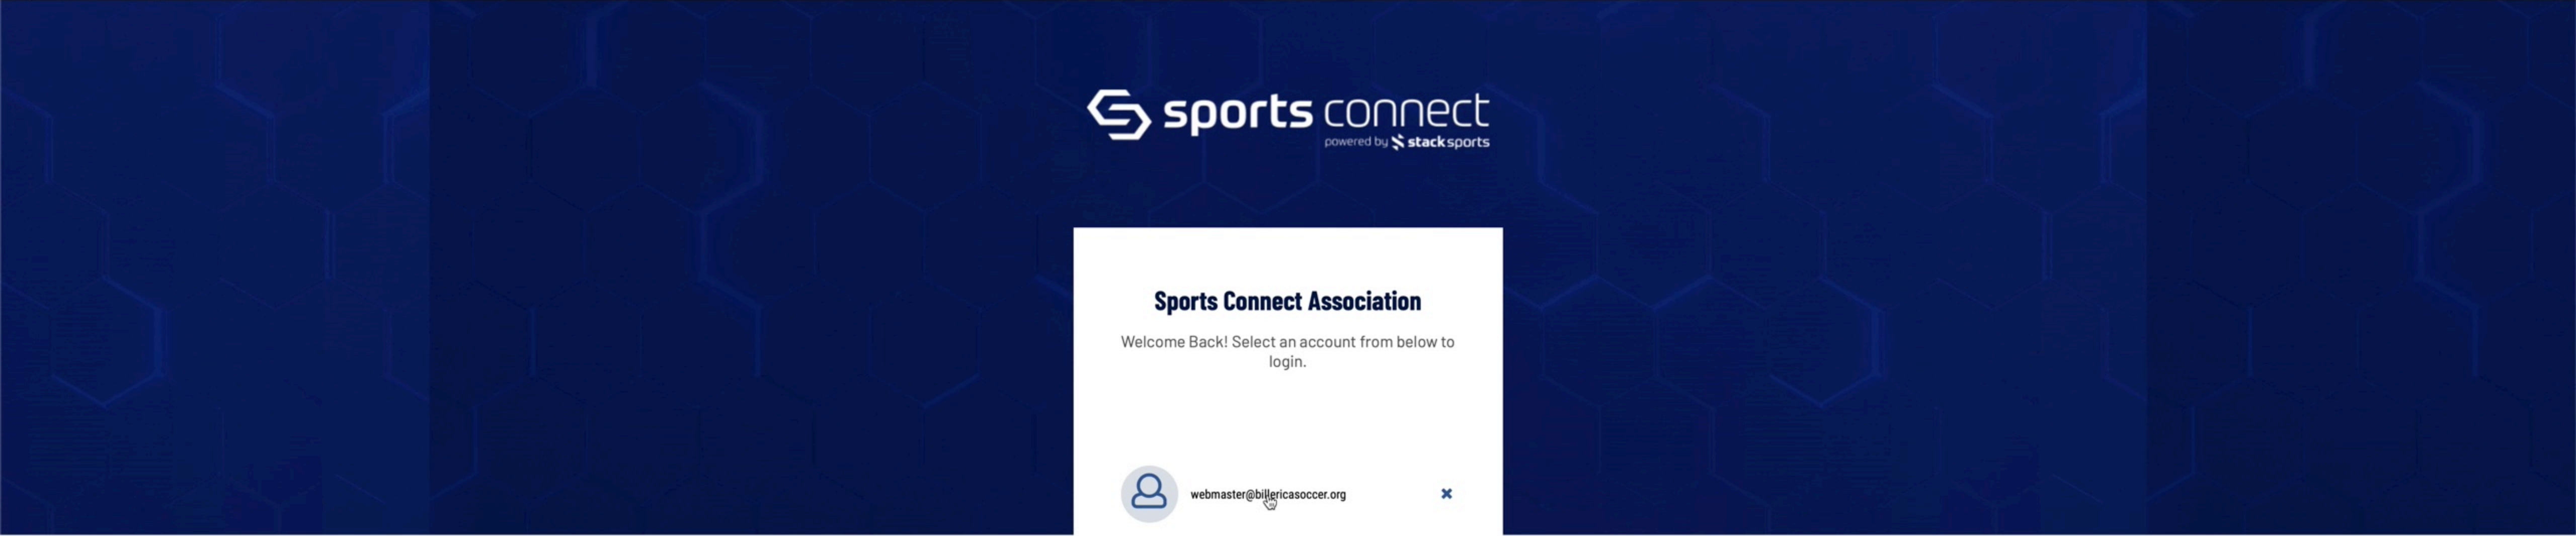 sports connect
powered by stack sports
Sports Connect Association
Welcome Back! Select an account from below to
login.
webmaster@billericasoccer.org